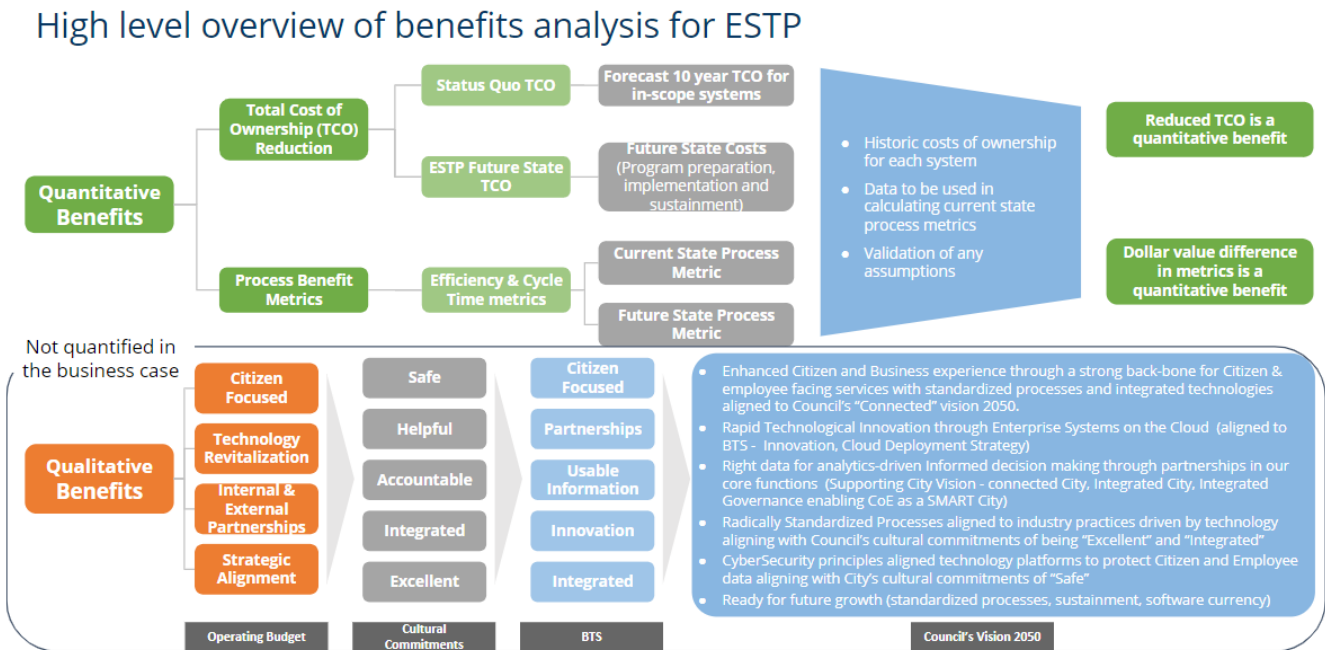 High level overview of benefits analysis for ESTP
Quantitative
Benefits
Total Cost of
Ownership (TCO)
Reduction
Status Quo TCO
Forecast 10 year TCO for
in-scope systems
ESTP Future State
TCO
Future State Costs
(Program preparation,
implementation and
sustainment)
Process Benefit
Metrics
Efficiency & Cycle
Time metrics
Current State Process
Metric
Future State Process
Metric
● Historic costs of ownership
for each system
● Data to be used in
calculating current state
process metrics
● Validation of any
assumptions
Reduced TCO is a
quantitative benefit
Dollar value difference
in metrics is a
quantitative benefit
Not quantified in
the business case
Qualitative
Benefits
Citizen
Focused
Technology
Revitalization
Internal &
External
Partnerships
Strategic
Alignment
Operating Budget
Safe
Helpful
Accountable
Integrated
Excellent
Cultural
Commitments
Citizen
Focused
Partnerships
Usable
Information
Innovation
Integrated
BTS
● Enhanced Citizen and Business experience through a strong back-bone for Citizen &
employee facing services with standardized processes and integrated technologies
aligned to Council's "Connected" vision 2050.
● Rapid Technological Innovation through Enterprise Systems on the Cloud (aligned to
BTS - Innovation, Cloud Deployment Strategy)
● Right data for analytics-driven Informed decision making through partnerships in our
core functions (Supporting City Vision - connected City, Integrated City, Integrated
Governance enabling CoE as a SMART City)
● Radically Standardized Processes aligned to industry practices driven by technology
aligning with Council's cultural commitments of being "Excellent" and "Integrated"
● CyberSecurity principles aligned technology platforms to protect Citizen and Employee
data aligning with City's cultural commitments of "Safe"
● Ready for future growth (standardized processes, sustainment, software currency)
Council's Vision 2050